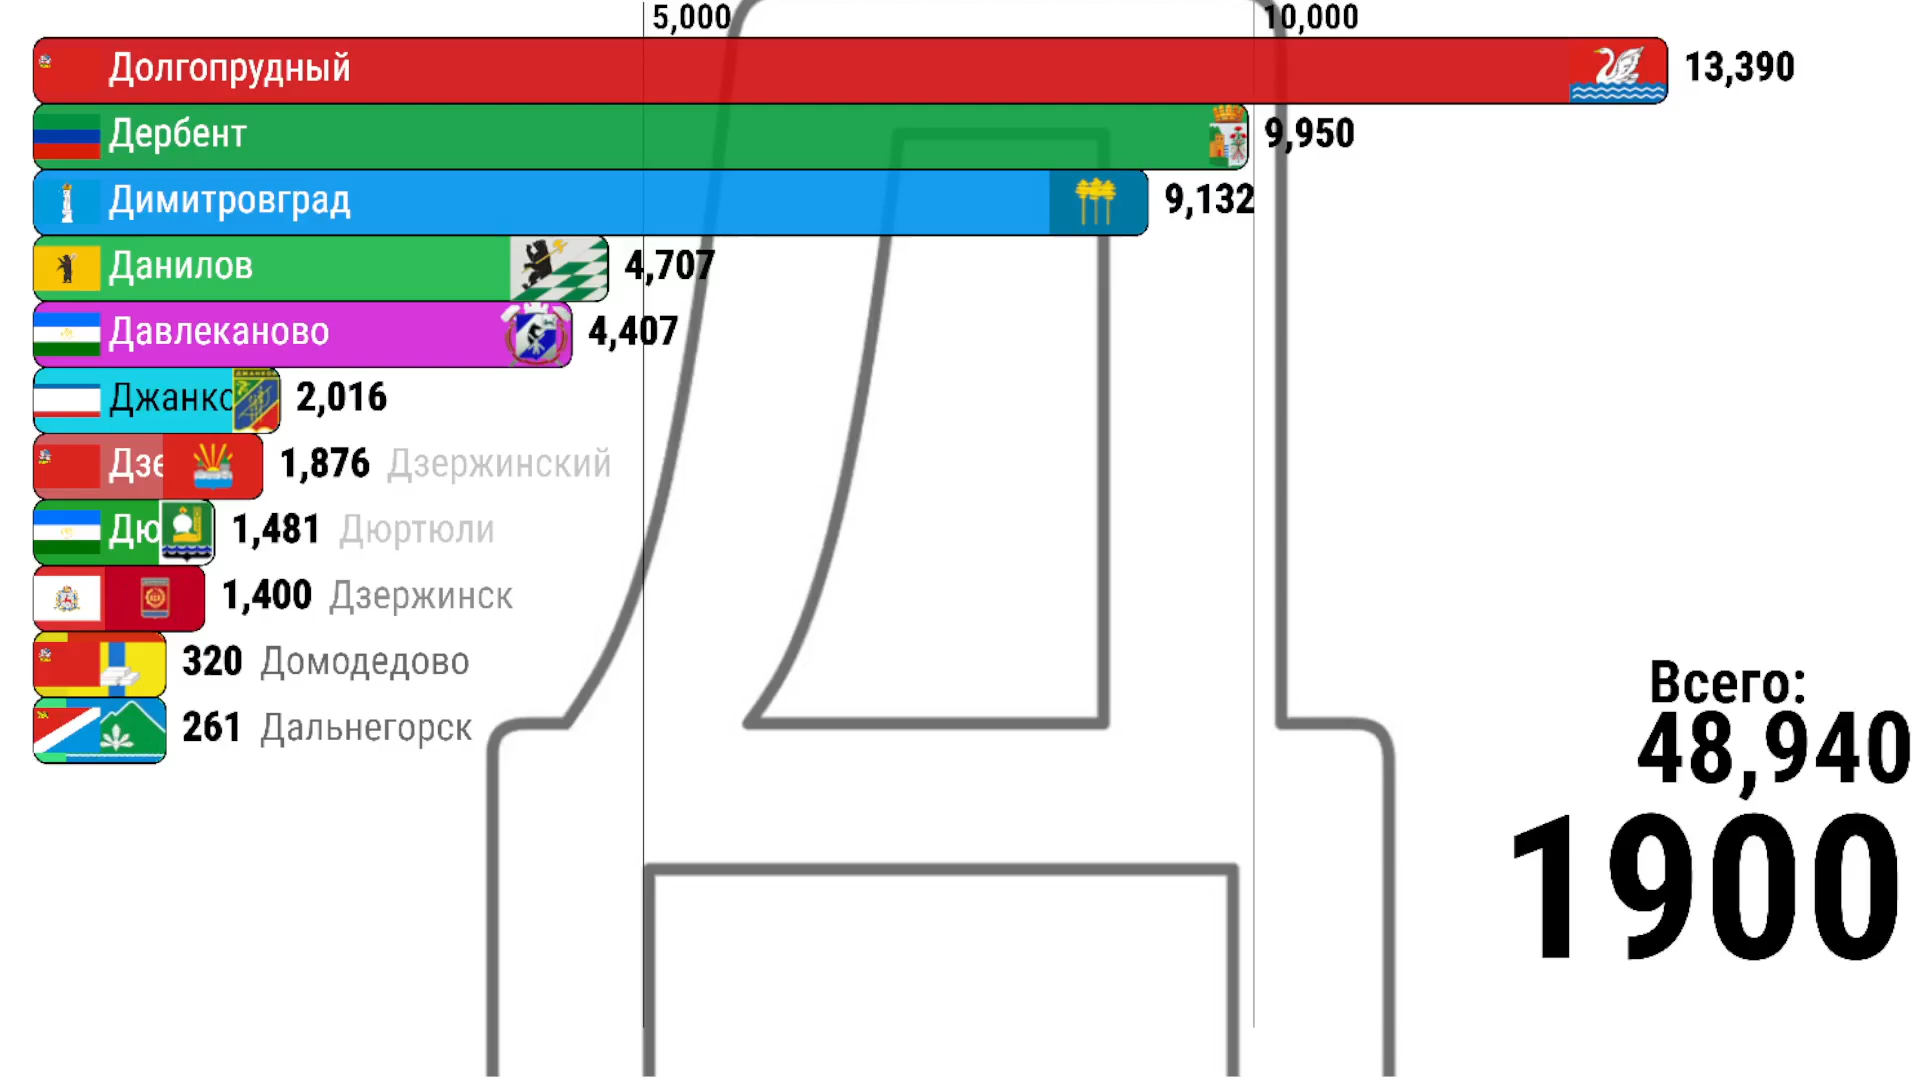 5,000 10,000
Долгопрудный 13,390
Дербент 9,950
Димитровград 9,132
Данилов 4,707
Давлеканово 4,407
Джанко 2,016
Дзе 1,876 Дзержинский
Дю 1,481 Дюртюли
1,400 Дзержинск
320 Домодедово
261 Дальнегорск
Всего:
48,940
1900
Д